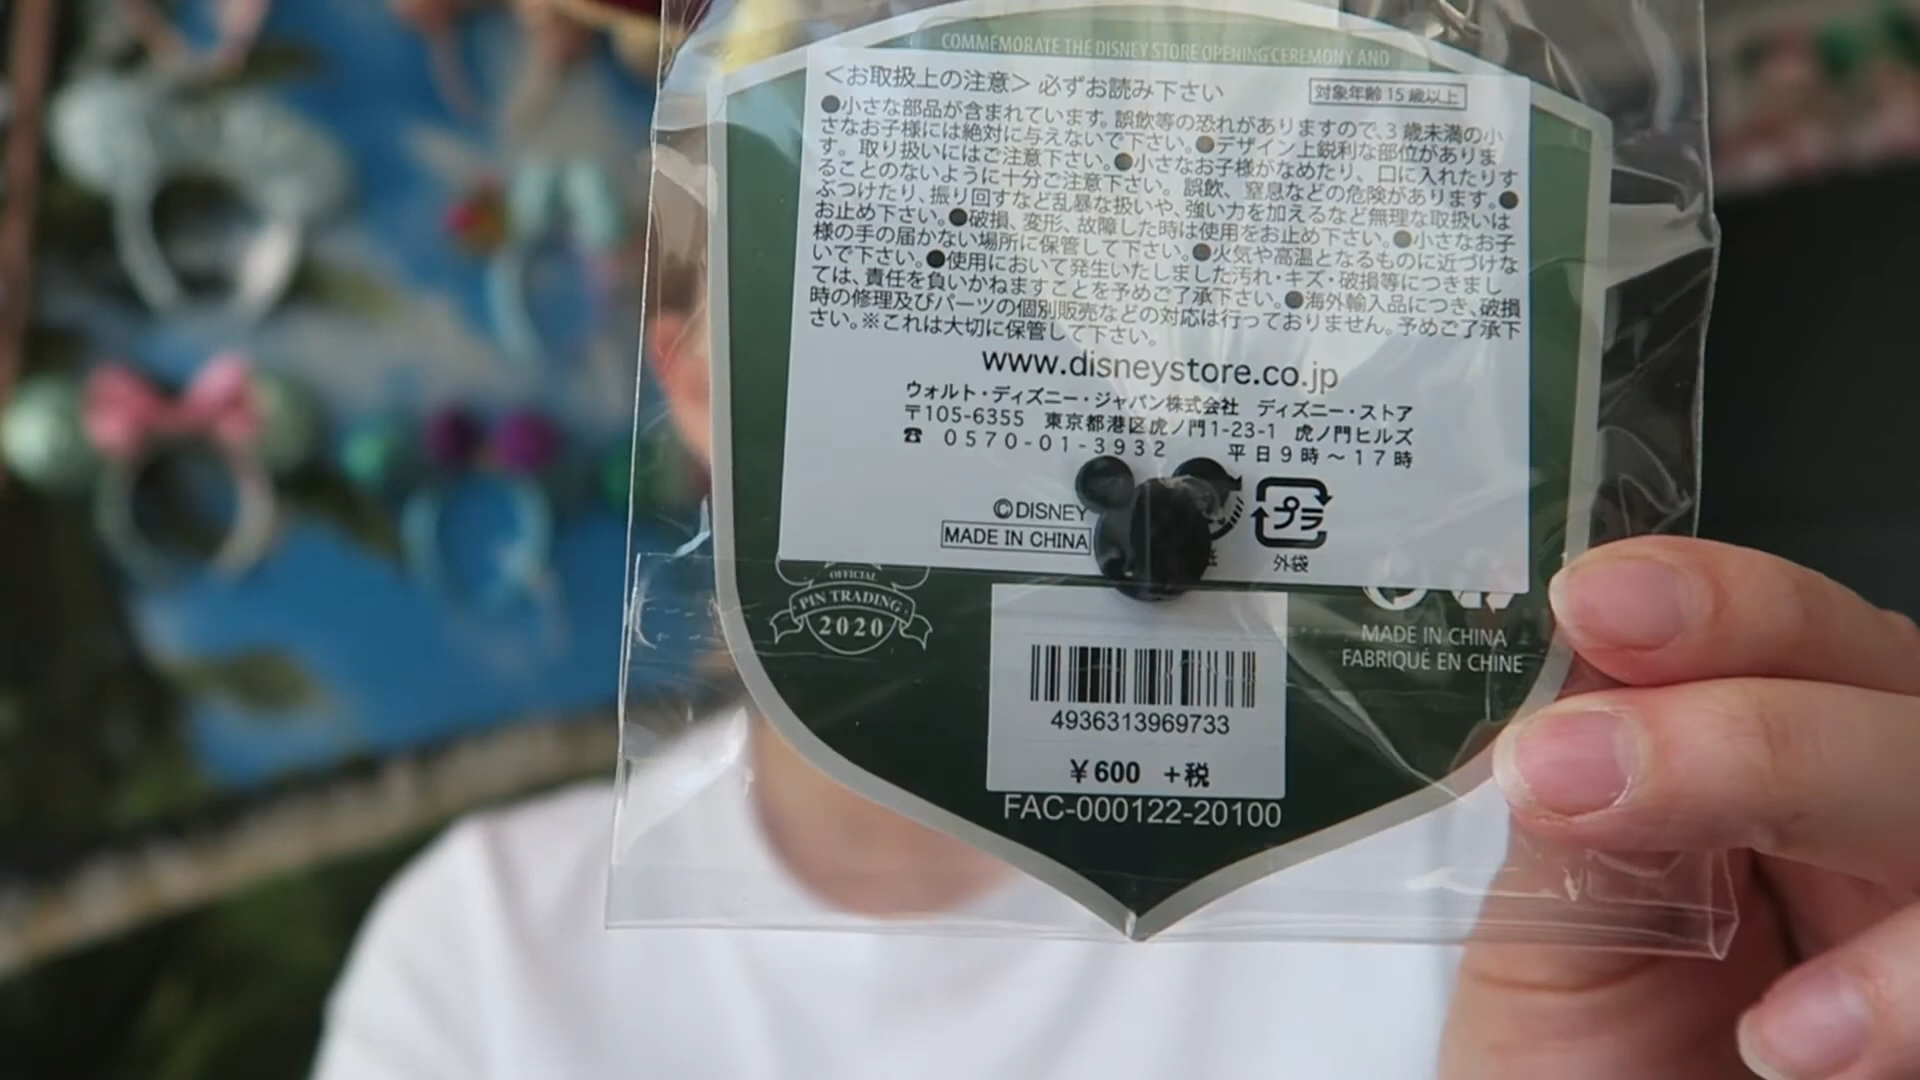 COMMEMORATE THE DISNEY STORE OPENING CEREMONY AND
＜お取扱上の注意＞ 必ずお読み下さい
対象年齢15歳以上
●小さな部品が含まれています。誤飲等の恐れがありますので、3歳未満の小
さなお子様には絶対に与えないで下さい。●デザイン上鋭利な部位がありま
す。取り扱いにはご注意下さい。●小さなお子様がなめたり、口に入れたりす
ることのないように十分ご注意下さい。誤飲、窒息などの危険があります。●
ぶつけたり、振り回すなど乱暴な扱いや、強い力を加えるなど無理な取扱いは
お止め下さい。●破損、変形、故障した時は使用をお止め下さい。●小さなお子
様の手の届かない場所に保管して下さい。●火気や高温となるものに近づけな
いで下さい。●使用において発生いたしました汚れ・キズ・破損等につきまし
ては、責任を負いかねますことを予めご了承下さい。●海外輸入品につき、破損
時の修理及びパーツの個別販売などの対応は行っておりません。予めご了承下
さい。※これは大切に保管して下さい。
www.disneystore.co.jp
ウォルト・ディズニー・ジャパン株式会社 ディズニー・ストア
〒105-6355 東京都港区虎ノ門1-23-1 虎ノ門ヒルズ
☎ 0570-01-3932 平日9時～17時
©DISNEY
MADE IN CHINA
紙
プラ
外袋
OFFICIAL
PIN TRADING
2020
MADE IN CHINA
FABRIQUÉ EN CHINE
4936313969733
¥600 +税
FAC-000122-20100